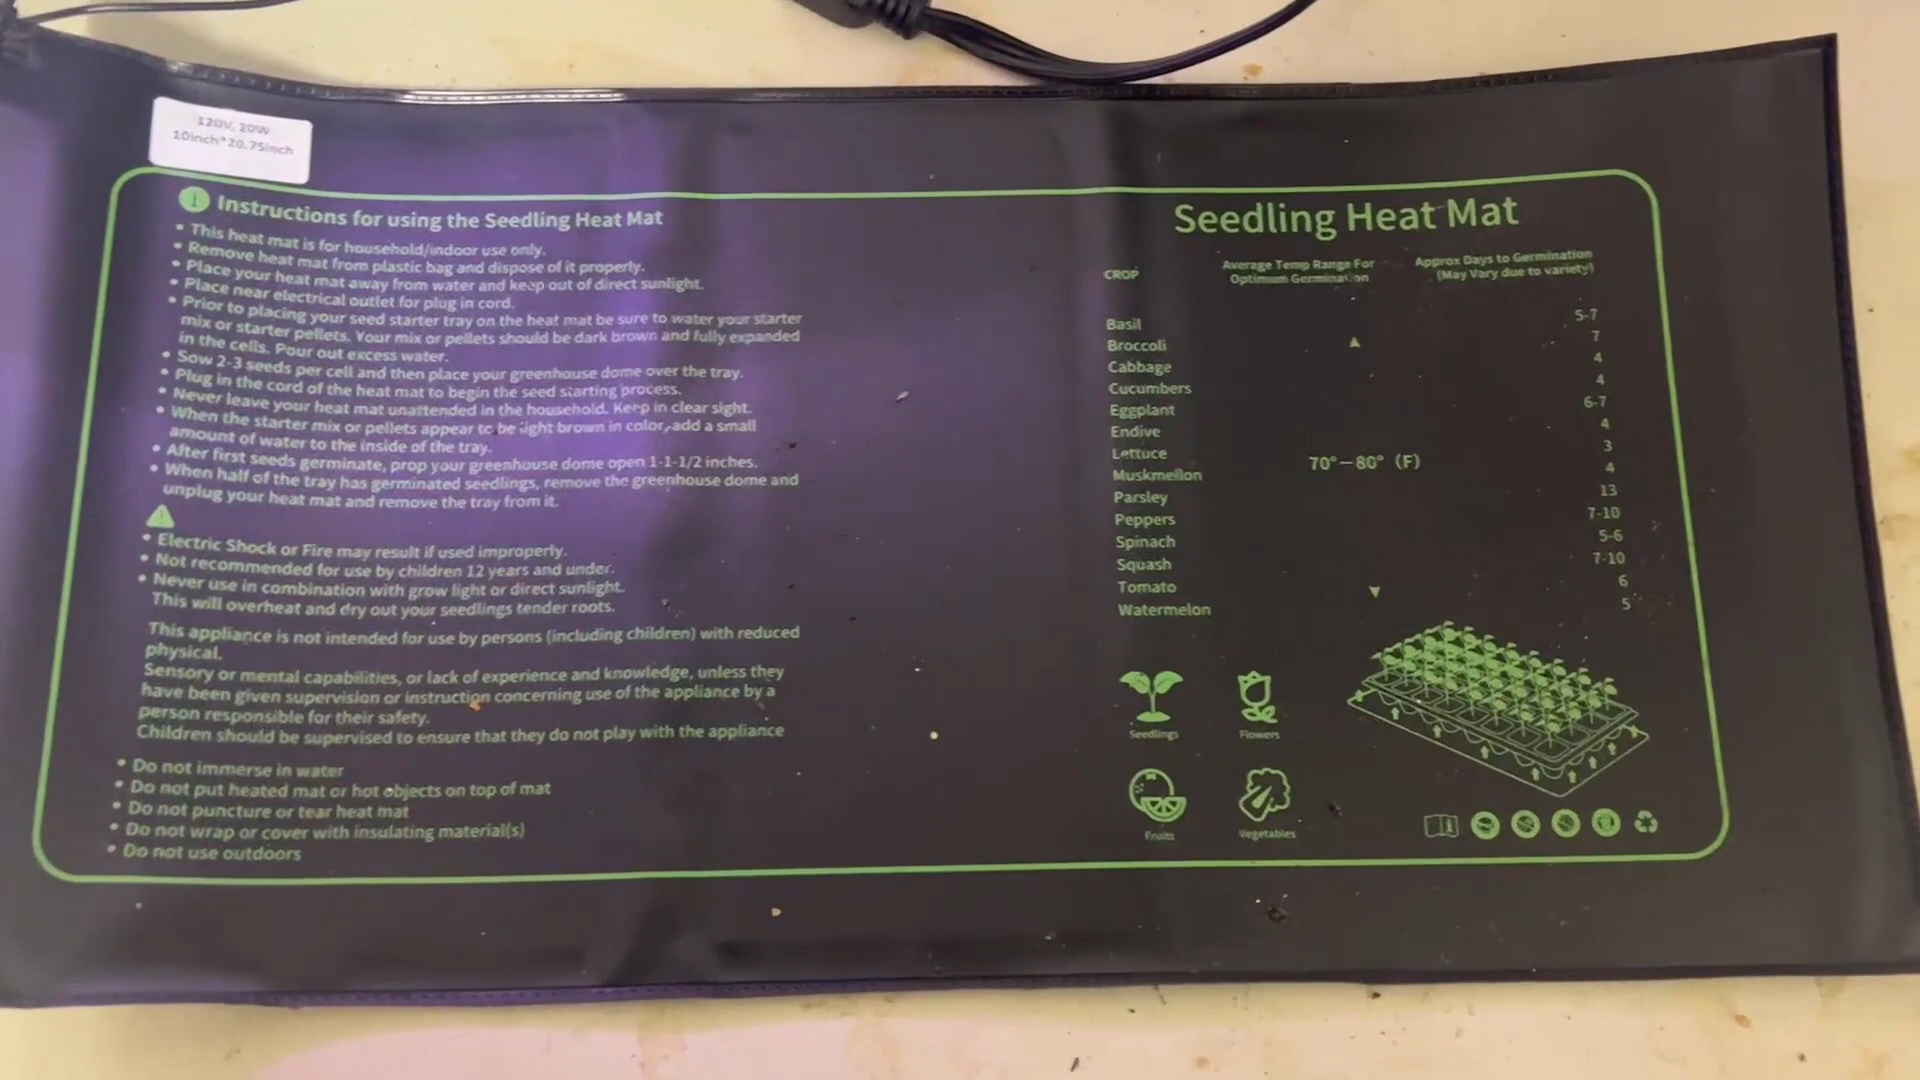 120V, 20W
10inch*20.75inch
Instructions for using the Seedling Heat Mat
• This heat mat is for household/indoor use only.
• Remove heat mat from plastic bag and dispose of it properly.
• Place your heat mat away from water and keep out of direct sunlight.
• Place near electrical outlet for plug in cord.
• Prior to placing your seed starter tray on the heat mat be sure to water your starter
mix or starter pellets. Your mix or pellets should be dark brown and fully expanded
in the cells. Pour out excess water.
• Sow 2-3 seeds per cell and then place your greenhouse dome over the tray.
• Plug in the cord of the heat mat to begin the seed starting process.
• Never leave your heat mat unattended in the household. Keep in clear sight.
• When the starter mix or pellets appear to be light brown in color, add a small
amount of water to the inside of the tray.
• After first seeds germinate, prop your greenhouse dome open 1-1-1/2 inches.
• When half of the tray has germinated seedlings, remove the greenhouse dome and
unplug your heat mat and remove the tray from it.
• Electric Shock or Fire may result if used improperly.
• Not recommended for use by children 12 years and under.
• Never use in combination with grow light or direct sunlight.
This will overheat and dry out your seedlings tender roots.
This appliance is not intended for use by persons (including children) with reduced
physical.
Sensory or mental capabilities, or lack of experience and knowledge, unless they
have been given supervision or instruction concerning use of the appliance by a
person responsible for their safety.
Children should be supervised to ensure that they do not play with the appliance
• Do not immerse in water
• Do not put heated mat or hot objects on top of mat
• Do not puncture or tear heat mat
• Do not wrap or cover with insulating material(s)
• Do not use outdoors
Seedling Heat Mat
CROP Average Temp Range For Approx Days to Germination
Optimum Germination (May Vary due to variety)
Basil 5-7
Broccoli 7
Cabbage 4
Cucumbers 4
Eggplant 6-7
Endive 4
Lettuce 3
70°—80° (F)
Muskmellon 4
Parsley 13
Peppers 7-10
Spinach 5-6
Squash 7-10
Tomato 6
Watermelon 5
Seedlings Flowers
Fruits Vegetables